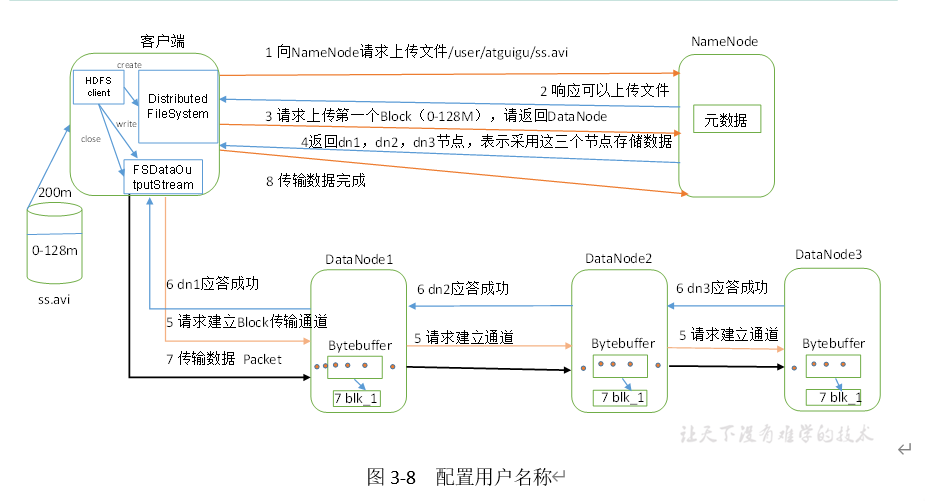 客户端
NameNode
1 向NameNode请求上传文件/user/atguigu/ss.avi
create
HDFS
client
Distributed
FileSystem
2 响应可以上传文件
3 请求上传第一个Block（0-128M），请返回DataNode
元数据
write
close
4返回dn1，dn2，dn3节点，表示采用这三个节点存储数据
FSDataOu
tputStream
8 传输数据完成
200m
0-128m
ss.avi
DataNode1
DataNode2
DataNode3
6 dn1应答成功
6 dn2应答成功
6 dn3应答成功
5 请求建立Block传输通道
5 请求建立通道
5 请求建立通道
7 传输数据 Packet
Bytebuffer
Bytebuffer
Bytebuffer
7 blk_1
7 blk_1
7 blk_1
让天下没有难学的技术
图 3-8 配置用户名称